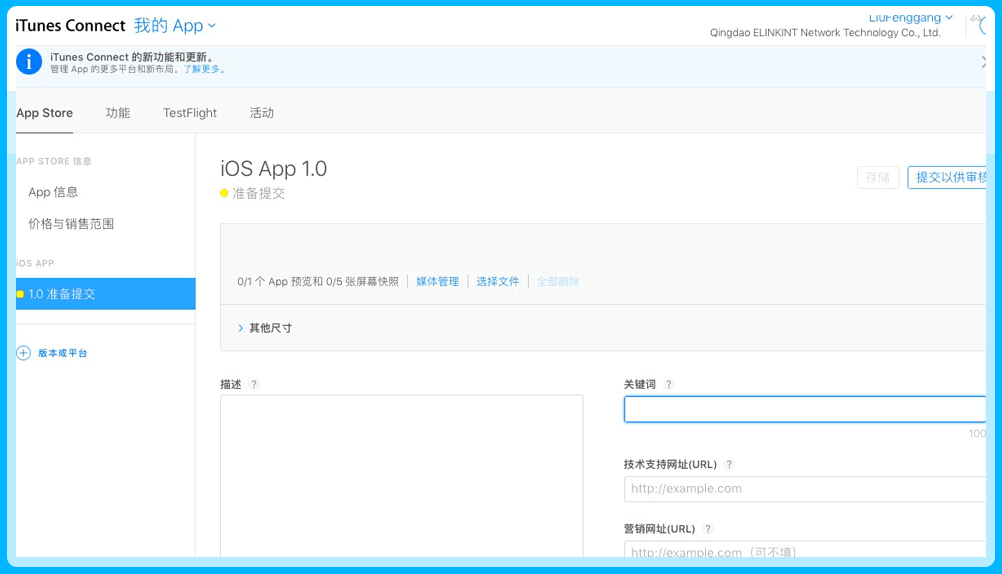 iTunes Connect 我的 App
LiuFenggang
Qingdao ELINKINT Network Technology Co., Ltd.
iTunes Connect 的新功能和更新。
管理 App 的更多平台和新布局。了解更多。
App Store 功能 TestFlight 活动
APP STORE 信息
App 信息
价格与销售范围
iOS APP
1.0 准备提交
版本或平台
iOS App 1.0
准备提交
存储 提交以供审核
0/1 个 App 预览和 0/5 张屏幕快照 媒体管理 选择文件 全部删除
其他尺寸
描述 ?
关键词 ?
100
技术支持网址(URL) ?
http://example.com
营销网址(URL) ?
http://example.com（可不填）